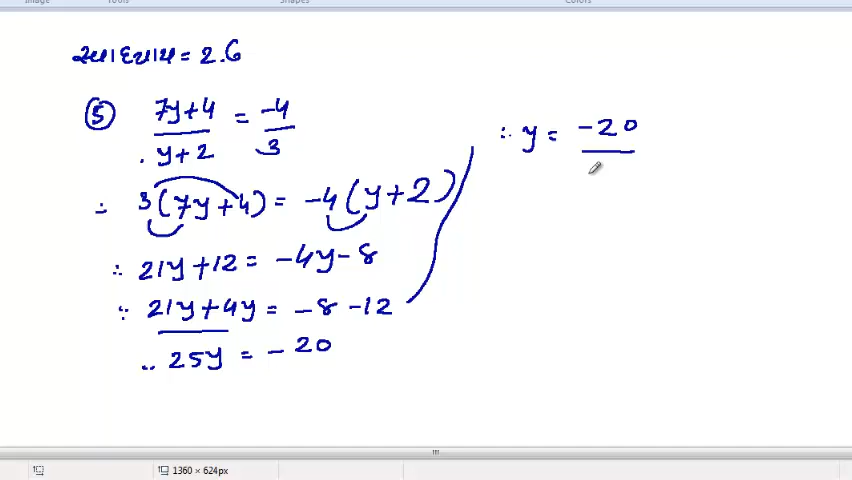 સ્વાધ્યાય = 2.6
⑤ 7y+4 / y+2 = -4 / 3
∴ 3(7y+4) = -4(y+2)
∴ 21y+12 = -4y-8
∴ 21y+4y = -8-12
∴ 25y = -20
∴ y = -20
1360 × 624px